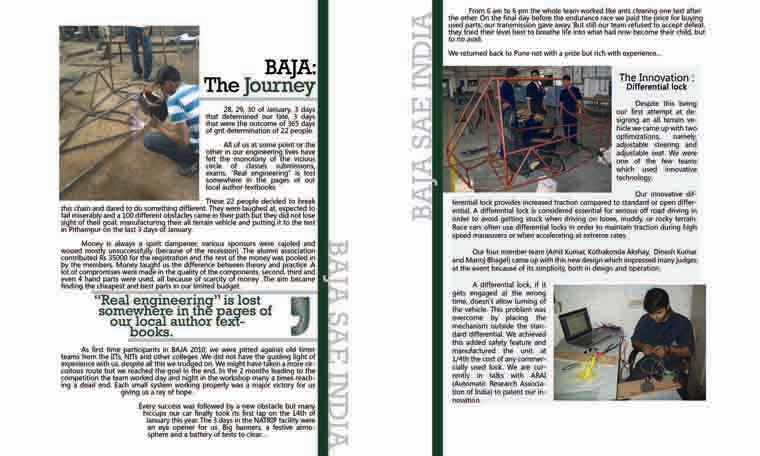 BAJA:
The Journey
28, 29, 30 of January. 3 days
that determined our fate, 3 days
that were the outcome of 365 days
of grit determination of 22 people.
All of us at some point or the
other in our engineering lives have
felt the monotony of the vicious
circle of classes submissions,
exams. "Real engineering" is lost
somewhere in the pages of our
local author textbooks.
These 22 people decided to break
this chain and dared to do something different. They were laughed at, expected to
fail miserably and a 100 different obstacles came in their path but they did not lose
sight of their goal, manufacturing their all terrain vehicle and putting it to the test
in Pithampur on the last 3 days of January.
Money is always a spirit dampener, various sponsors were cajoled and
wooed mostly unsuccessfully (because of the recession). The alumni association
contributed Rs 35000 for the registration and the rest of the money was pooled in
by the members. Money taught us the difference between theory and practice .A
lot of compromises were made in the quality of the components, second, third and
even 4 hand parts were used, all because of scarcity of money .The aim became
finding the cheapest and best parts in our limited budget.
"Real engineering" is lost
somewhere in the pages of
our local author text-
books.
As first time participants in BAJA 2010; we were pitted against old timer
teams from the IITs, NITs and other colleges .We did not have the guiding light of
experience with us, despite all this we trudged on. We might have taken a more cir-
cuitous route but we reached the goal in the end. In the 2 months leading to the
competition the team worked day and night in the workshop many a times reach-
ing a dead end. Each small system working properly was a major victory for us
giving us a ray of hope.
Every success was followed by a new obstacle but many
hiccups our car finally took its first lap on the 14th of
January this year. The 3 days in the NATRIP facility were
an eye opener for us. Big banners, a festive atmo-
sphere and a battery of tests to clear...
BAJA SAE INDIA
BAJA SAE INDIA
From 6 am to 6 pm the whole team worked like ants clearing one test after
the other. On the final day before the endurance race we paid the price for buying
used parts; our transmission gave away. But still our team refused to accept defeat,
they tried their level best to breathe life into what had now become their child, but
to no avail.
We returned back to Pune not with a prize but rich with experience...
The Innovation :
Differential lock
Despite this being
our first attempt at de-
signing an all terrain ve-
hicle we came up with two
optimizations, namely,
adjustable steering and
adjustable seat. We were
one of the few teams
which used innovative
technology.
Our innovative dif-
ferential lock provides increased traction compared to standard or open differ-
ential. A differential lock is considered essential for serious off road driving in
order to avoid getting stuck when driving on loose, muddy, or rocky terrain.
Race cars often use differential locks in order to maintain traction during high
speed maneuvers or when accelerating at extreme rates.
Our four member team (Amit Kumar, Kothakonda Akshay, Dinesh Kumar
and Manoj Bhagel) came up with this new design which impressed many judges
at the event because of its simplicity, both in design and operation;
A differential lock, if it
gets engaged at the wrong
time, doesn't allow turning of
the vehicle. This problem was
overcome by placing the
mechanism outside the stan-
dard differential. We achieved
this added safety feature and
manufactured the unit at
1/4th the cost of any commer-
cially used lock. We are cur-
rently in talks with ARAI
(Automatic Research Associa-
tion of India) to patent our in-
novation.